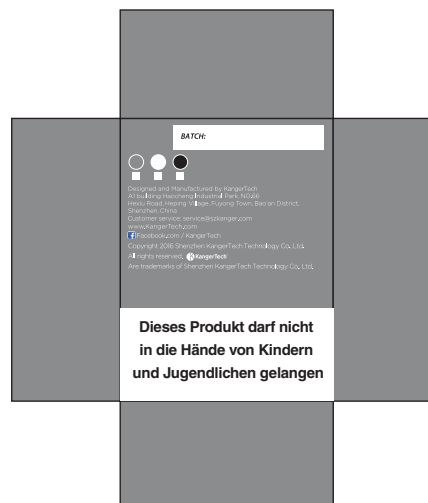 BATCH:
Designed and Manufactured by KangerTech
A1 building Haocheng Industrial Park, NO.66
Hexiu Road, Heping Village, Fuyong Town, Bao'an District,
Shenzhen, China
Customer service: service@szkanger.com
www.KangerTech.com
Facebook.com / KangerTech
Copyright 2016 Shenzhen KangerTech Technology Co., Ltd.
All rights reserved. KangerTech
Are trademarks of Shenzhen KangerTech Technology Co., Ltd.
Dieses Produkt darf nicht
in die Hände von Kindern
und Jugendlichen gelangen